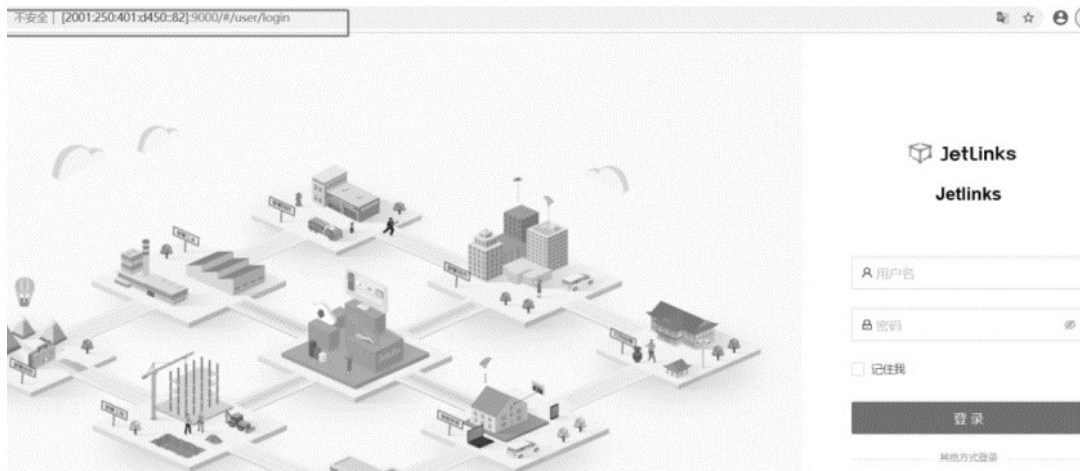 不安全 | [2001:250:401:d450::82]:9000/#/user/login
JetLinks
Jetlinks
用户名
密码
记住我
登录
其他方式登录